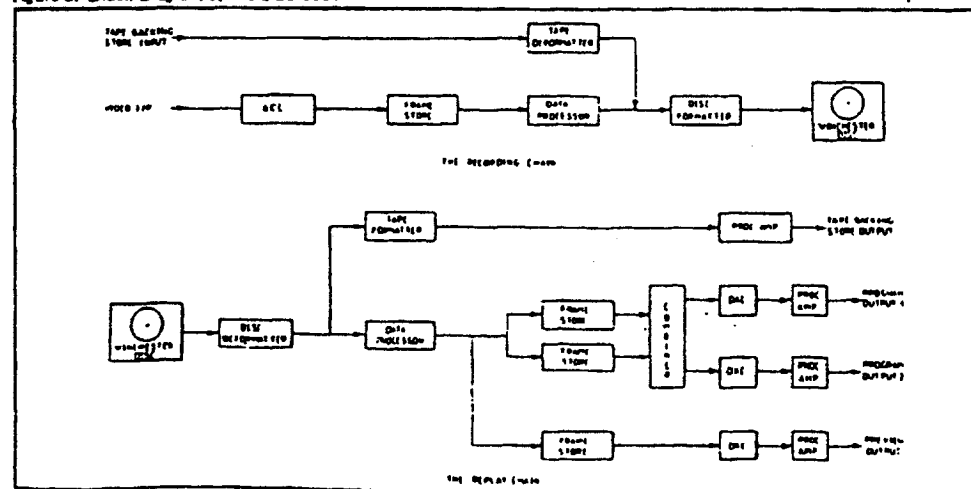 TAPE BACKING
STORE INPUT
TAPE
DEFORMATTER
VIDEO I/P
FRAME
STORE
DATA
PROCESSOR
DISC
FORMATTER
WINCHESTER
DISC
THE RECORDING CHAIN
TAPE
FORMATTER
PROC AMP
TAPE BACKING
STORE OUTPUT
WINCHESTER
DISC
DISC
DEFORMATTER
DATA
PROCESSOR
FRAME
STORE
FRAME
STORE
COMBINER
DAC
PROC
AMP
PROGRAM
OUTPUT 1
DAC
PROC
AMP
PROGRAM
OUTPUT 2
FRAME
STORE
DAC
PROC
AMP
PREVIEW
OUTPUT
THE REPLAY CHAIN